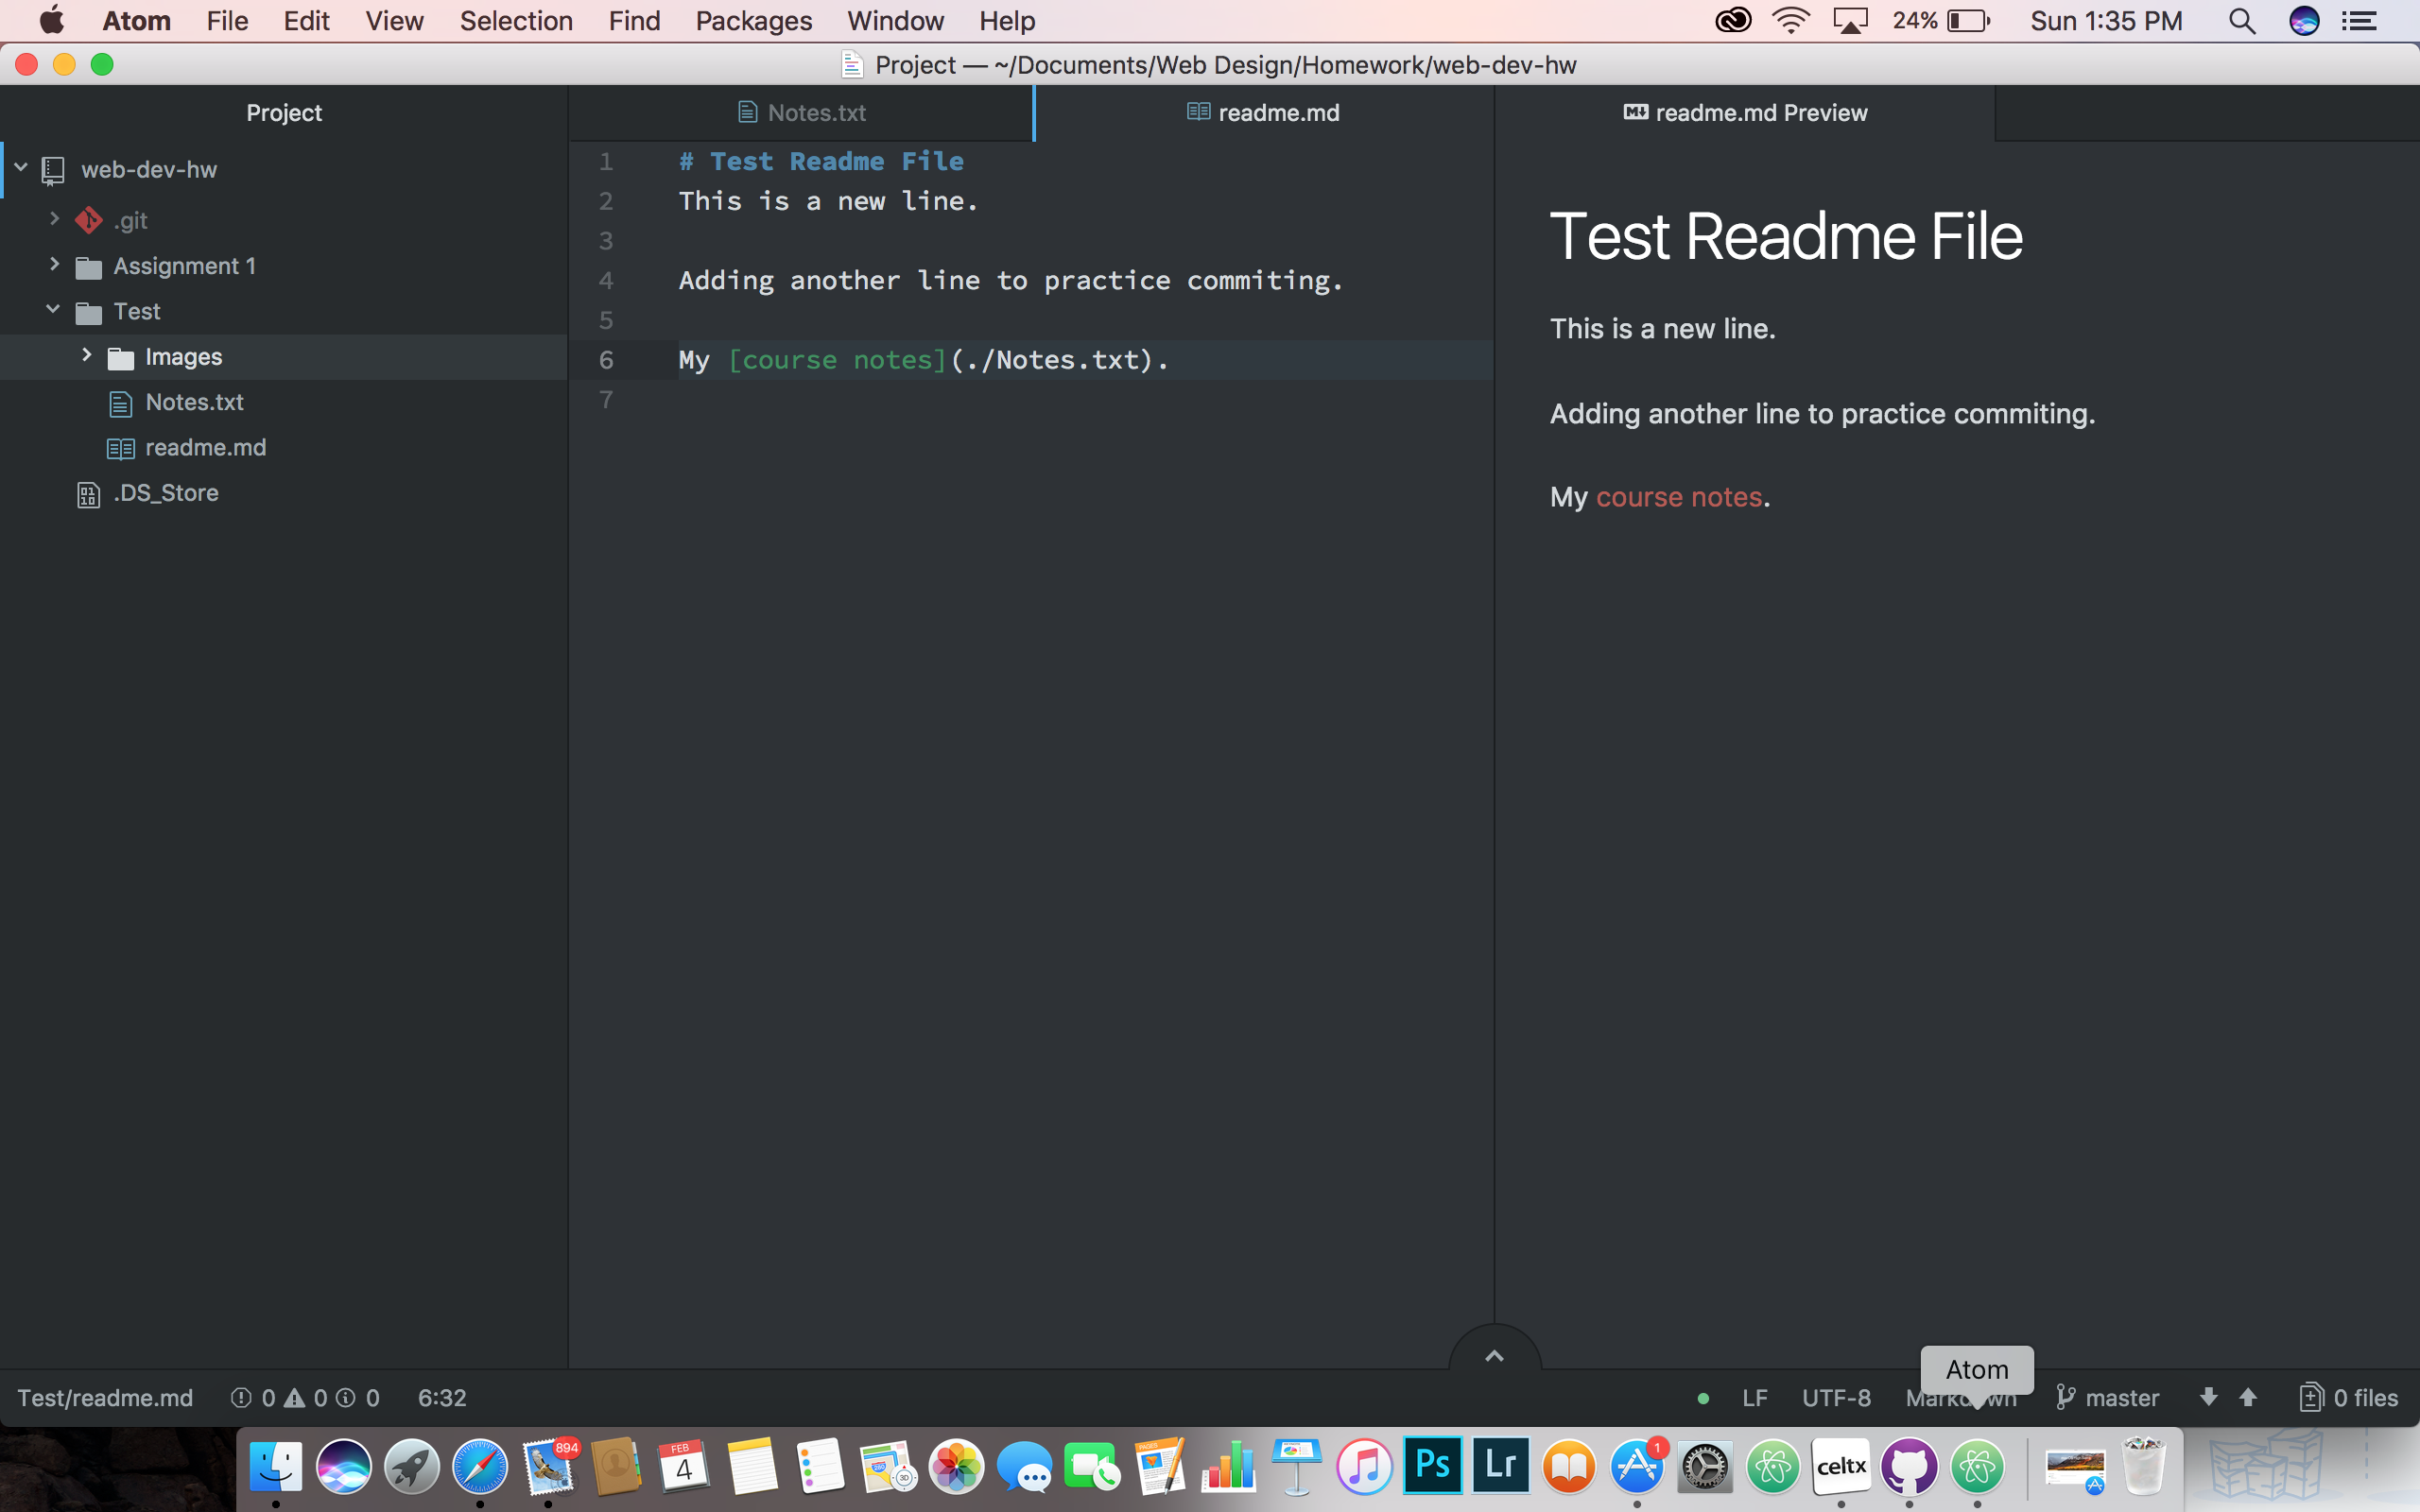 Atom File Edit View Selection Find Packages Window Help 24% Sun 1:35 PM
Project — ~/Documents/Web Design/Homework/web-dev-hw
Project
web-dev-hw
.git
Assignment 1
Test
Images
Notes.txt
readme.md
.DS_Store
Notes.txt readme.md readme.md Preview
1 # Test Readme File
2 This is a new line.
3
4 Adding another line to practice commiting.
5
6 My [course notes](./Notes.txt).
7
Test Readme File
This is a new line.
Adding another line to practice commiting.
My course notes.
Atom
Test/readme.md 0 0 0 6:32 LF UTF-8 Markdown master 0 files
894
FEB
4
PAGES
280
3D
Ps
Lr
1
celtx